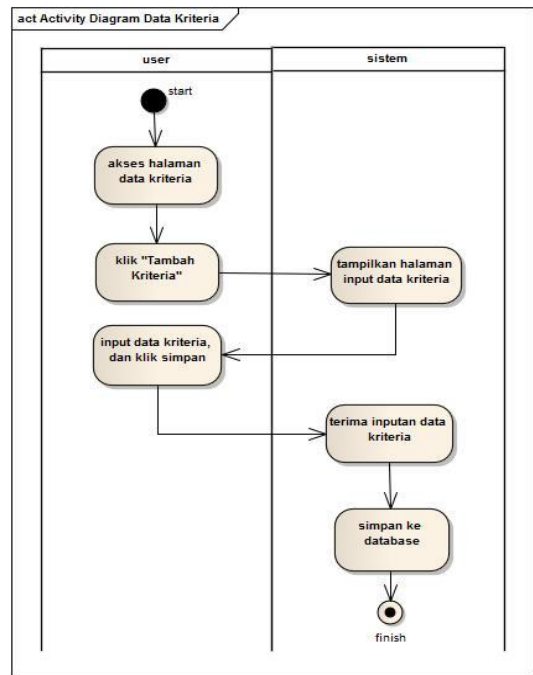 act Activity Diagram Data Kriteria
user
sistem
start
akses halaman
data kriteria
klik "Tambah
Kriteria"
tampilkan halaman
input data kriteria
input data kriteria,
dan klik simpan
terima inputan data
kriteria
simpan ke
database
finish